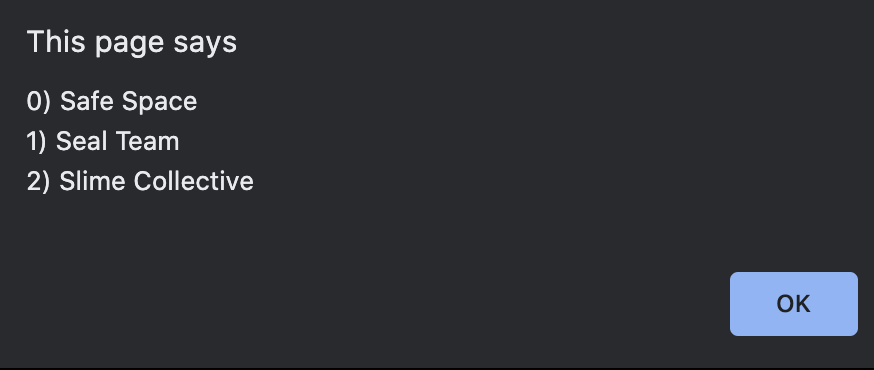 This page says
0) Safe Space
1) Seal Team
2) Slime Collective
OK